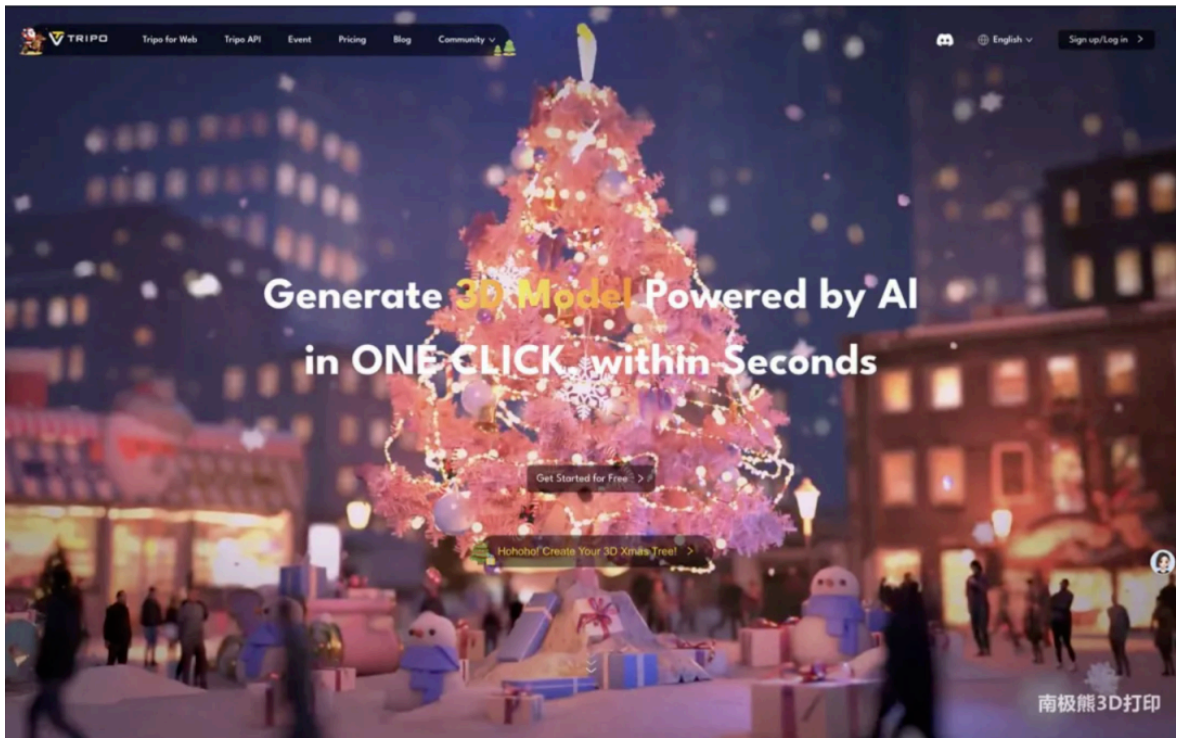 TRIPO Tripo for Web Tripo API Event Pricing Blog Community English Sign up/Log in
Generate 3D Model Powered by AI
in ONE CLICK, within Seconds
Get Started for Free
Hohoho! Create Your 3D Xmas Tree!
南极熊3D打印